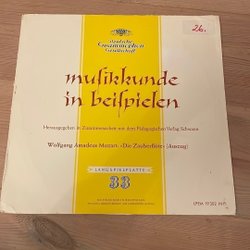 26.
Deutsche
Grammophon
Gesellschaft
musikkunde
in beispielen
Herausgegeben in Zusammenarbeit mit dem Pädagogischen Verlag Schwann
Wolfgang Amadeus Mozart, «Die Zauberflöte» (Auszug)
LANGSPIELPLATTE
33